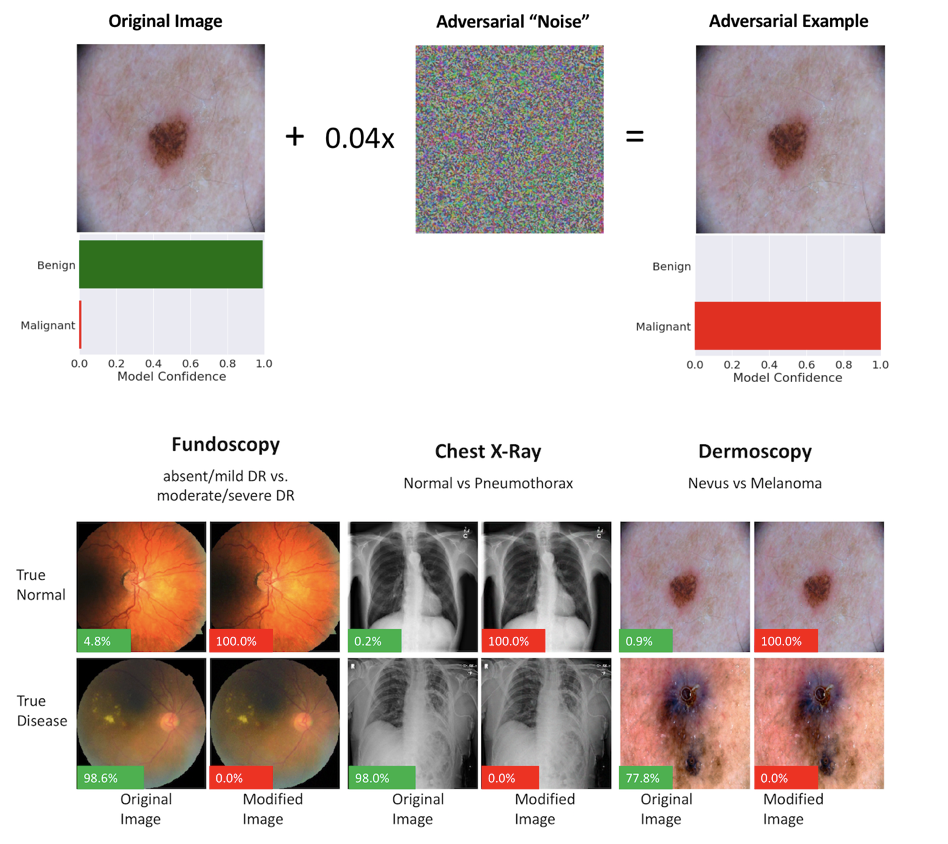 Original Image
Adversarial “Noise”
Adversarial Example
+ 0.04x
=
Benign
Malignant
0.0 0.2 0.4 0.6 0.8 1.0
Model Confidence
Benign
Malignant
0.0 0.2 0.4 0.6 0.8 1.0
Model Confidence
Fundoscopy
absent/mild DR vs.
moderate/severe DR
Chest X-Ray
Normal vs Pneumothorax
Dermoscopy
Nevus vs Melanoma
True
Normal
4.8%
100.0%
0.2%
100.0%
0.9%
100.0%
True
Disease
98.6%
0.0%
98.0%
0.0%
77.8%
0.0%
Original
Image
Modified
Image
Original
Image
Modified
Image
Original
Image
Modified
Image